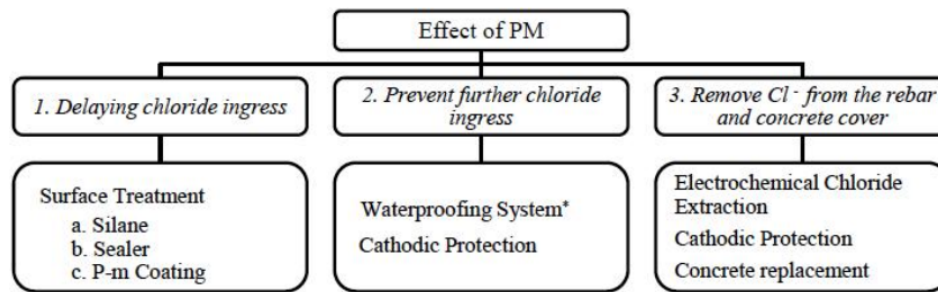 Effect of PM
1. Delaying chloride ingress
2. Prevent further chloride
ingress
3. Remove Cl⁻ from the rebar
and concrete cover
Surface Treatment
a. Silane
b. Sealer
c. P-m Coating
Waterproofing System*
Cathodic Protection
Electrochemical Chloride
Extraction
Cathodic Protection
Concrete replacement